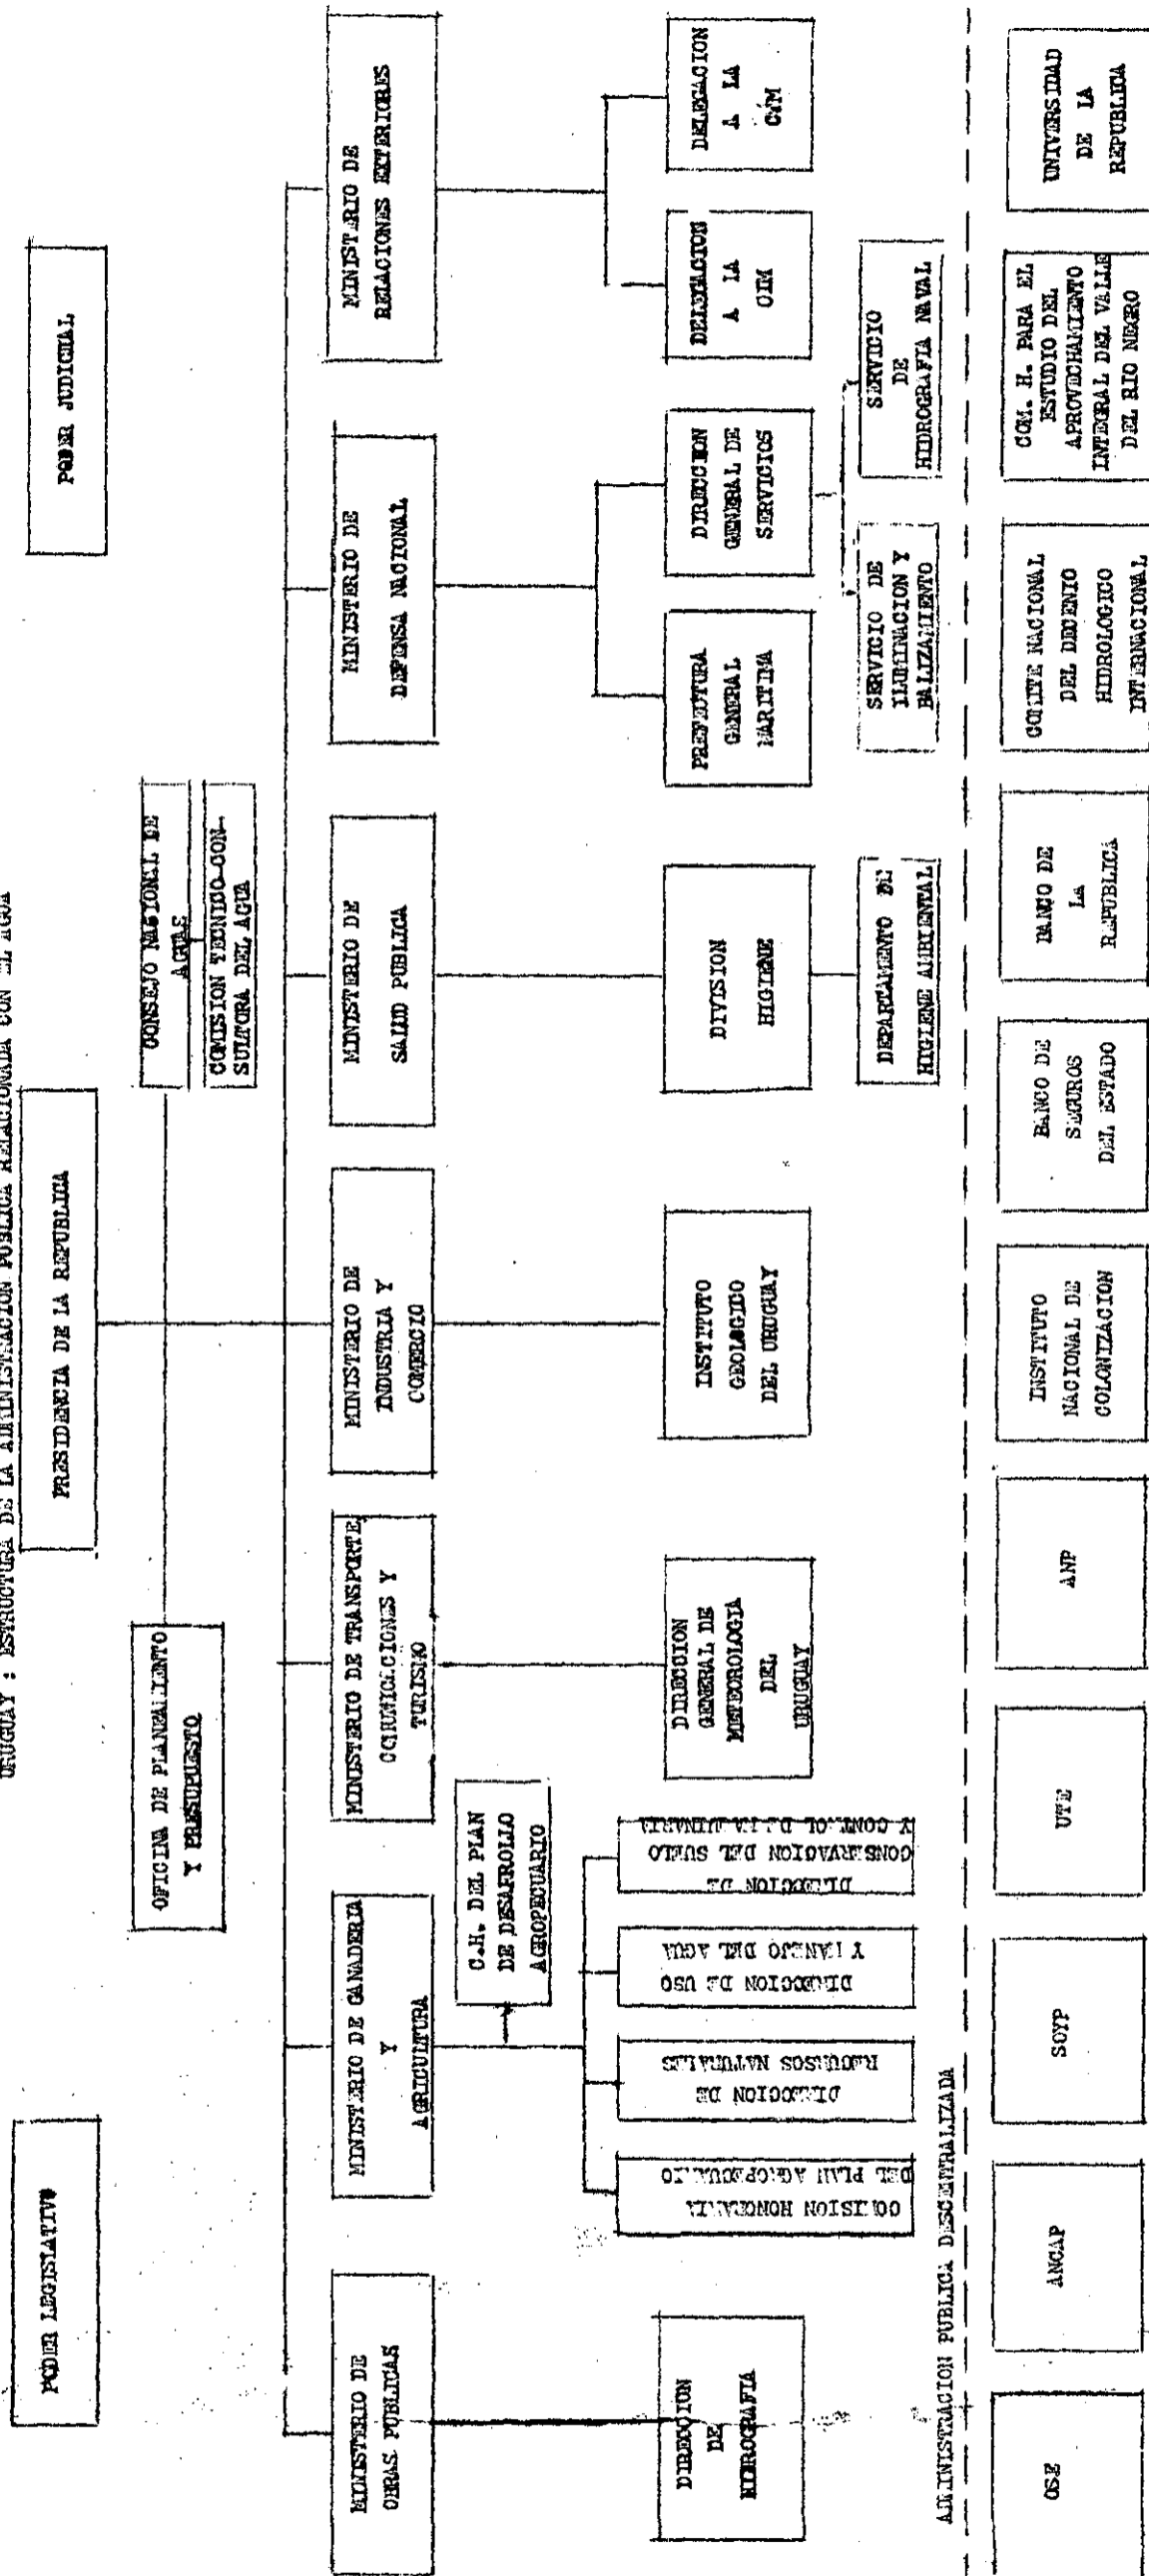 URUGUAY : ESTRUCTURA DE LA ADMINISTRACION PUBLICA RELACIONADA CON EL AGUA
PODER LEGISLATIVO
PRESIDENCIA DE LA REPUBLICA
PODER JUDICIAL
OFICINA DE PLANEAMIENTO
Y PRESUPUESTO
CONSEJO NACIONAL DE
AGUAS
COMISION TECNICO-CON-
SULTORA DEL AGUA
MINISTERIO DE
OBRAS PUBLICAS
MINISTERIO DE GANADERIA
Y
AGRICULTURA
MINISTERIO DE TRANSPORTE,
COMUNICACIONES Y
TURISMO
MINISTERIO DE
INDUSTRIA Y
COMERCIO
MINISTERIO DE
SALUD PUBLICA
MINISTERIO DE
DEFENSA NACIONAL
MINISTERIO DE
RELACIONES EXTERIORES
C.H. DEL PLAN
DE DESARROLLO
AGROPECUARIO
DIRECCION
DE
HIDROGRAFIA
COMISION HONORARIA
DEL PLAN AGROPECUARIO
DIRECCION DE
RECURSOS NATURALES
DIRECCION DE USO
Y MANEJO DEL AGUA
DIRECCION DE
CONSERVACION DEL SUELO
Y CONTROL DE MAQUINARIA
DIRECCION
GENERAL DE
METEOROLOGIA
DEL
URUGUAY
INSTITUTO
GEOLOGICO
DEL URUGUAY
DIVISION
HIGIENE
PREFECTURA
GENERAL
MARITIMA
DIRECCION
GENERAL DE
SERVICIOS
DELEGACION
A LA
OIM
DELEGACION
A LA
CYM
DEPARTAMENTO DE
HIGIENE AMBIENTAL
SERVICIO DE
ILUMINACION Y
BALIZAMIENTO
SERVICIO
DE
HIDROGRAFIA NAVAL
ADMINISTRACION PUBLICA DESCENTRALIZADA
OSE
ANCAP
SOYP
UTE
ANP
INSTITUTO
NACIONAL DE
COLONIZACION
BANCO DE
SEGUROS
DEL ESTADO
BANCO DE
LA
REPUBLICA
COMITE NACIONAL
DEL DECENIO
HIDROLOGICO
INTERNACIONAL
COM. H. PARA EL
ESTUDIO DEL
APROVECHAMIENTO
INTEGRAL DEL VALLE
DEL RIO NEGRO
UNIVERSIDAD
DE LA
REPUBLICA